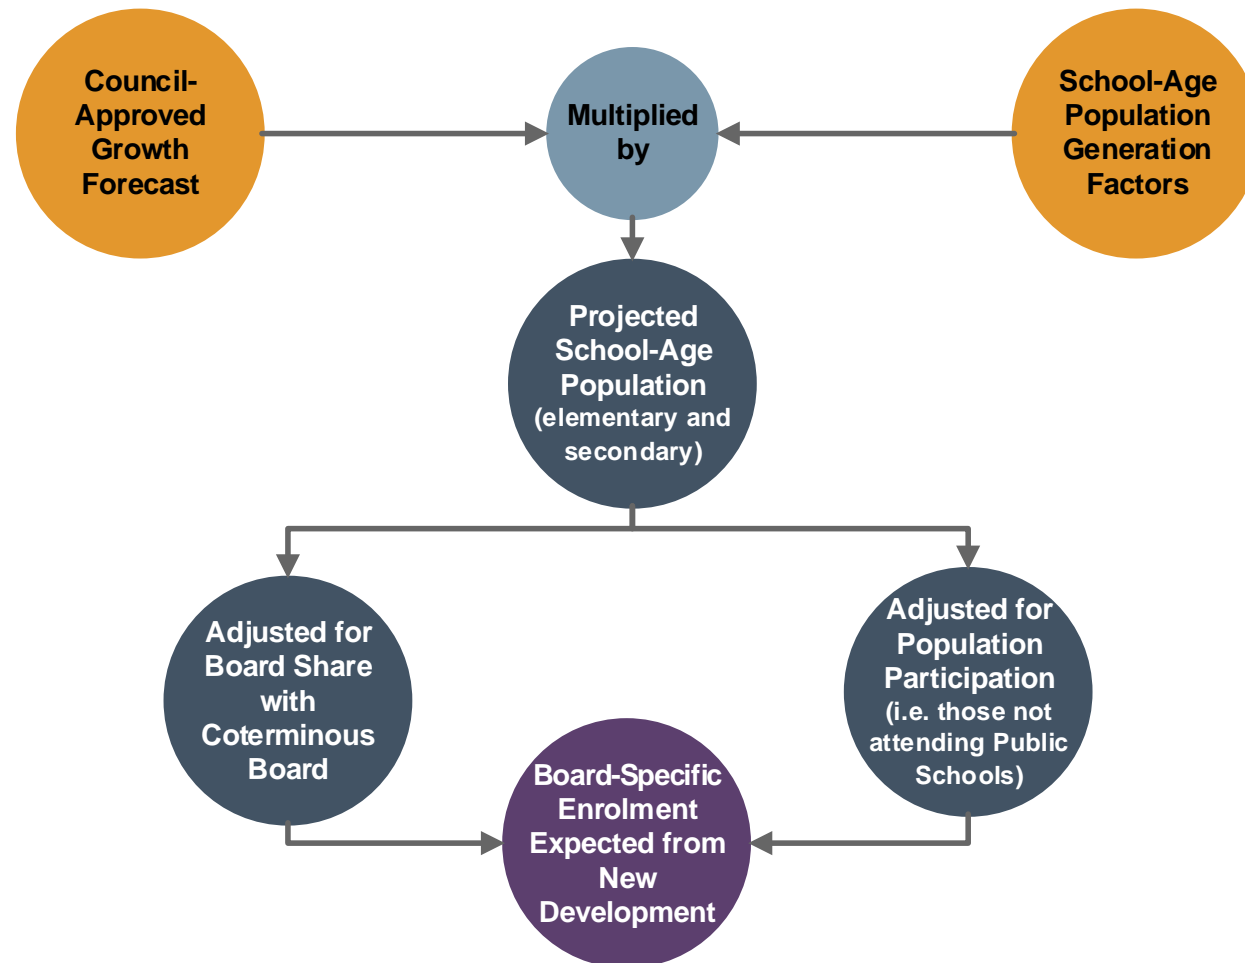 Council-
Approved
Growth
Forecast
Multiplied
by
School-Age
Population
Generation
Factors
Projected
School-Age
Population
(elementary and
secondary)
Adjusted for
Board Share
with
Coterminous
Board
Adjusted for
Population
Participation
(i.e. those not
attending Public
Schools)
Board-Specific
Enrolment
Expected from
New
Development